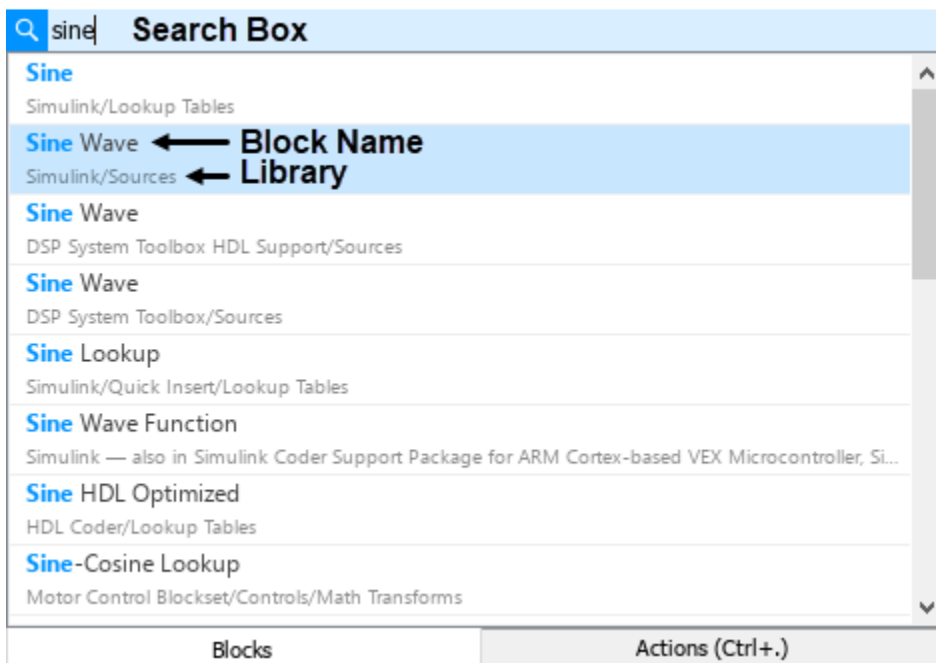 sine Search Box
Sine
Simulink/Lookup Tables
Sine Wave Block Name
Simulink/Sources Library
Sine Wave
DSP System Toolbox HDL Support/Sources
Sine Wave
DSP System Toolbox/Sources
Sine Lookup
Simulink/Quick Insert/Lookup Tables
Sine Wave Function
Simulink — also in Simulink Coder Support Package for ARM Cortex-based VEX Microcontroller, Si...
Sine HDL Optimized
HDL Coder/Lookup Tables
Sine-Cosine Lookup
Motor Control Blockset/Controls/Math Transforms
Blocks Actions (Ctrl+.)